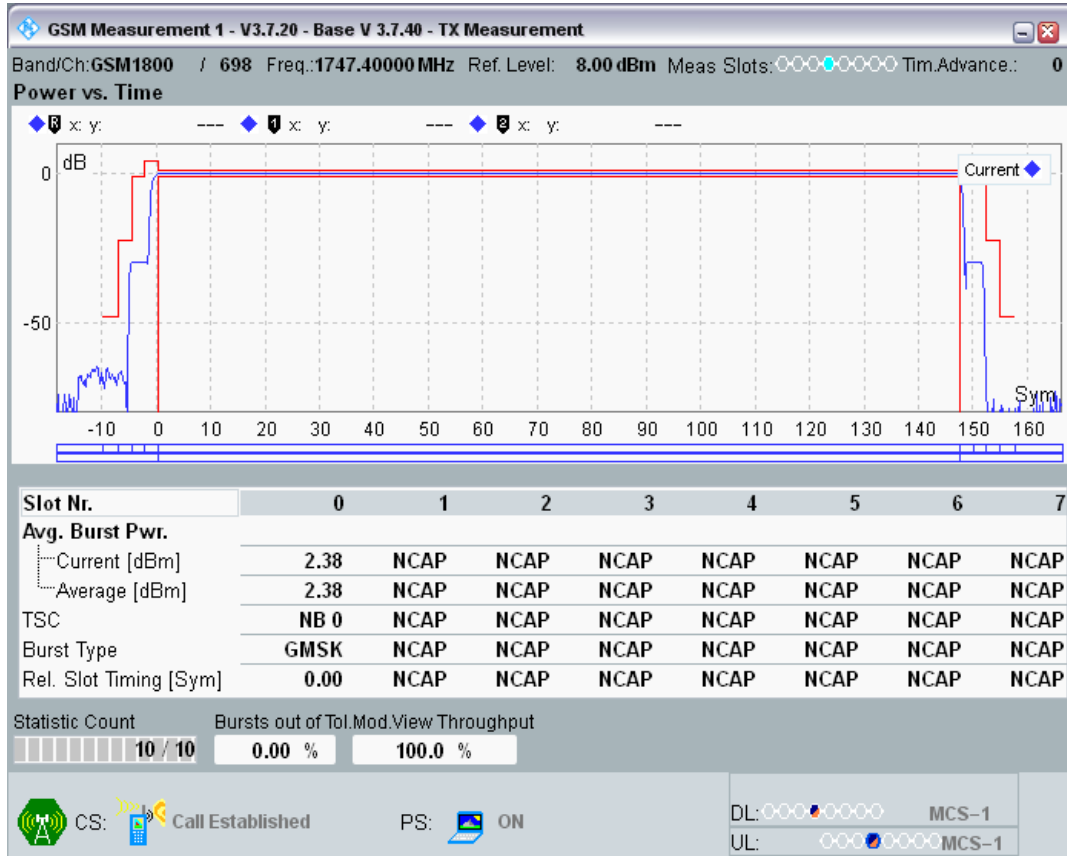 GSM Measurement 1 - V3.7.20 - Base V 3.7.40 - TX Measurement
Band/Ch:GSM1800 / 698 Freq.:1747.40000 MHz Ref. Level: 8.00 dBm Meas Slots: Tim.Advance.: 0
Power vs. Time
R x: y: --- 1 x: y: --- 2 x: y: ---
dB
Current
0
-50
Sym
-10 0 10 20 30 40 50 60 70 80 90 100 110 120 130 140 150 160
Slot Nr. 0 1 2 3 4 5 6 7
Avg. Burst Pwr.
Current [dBm] 2.38 NCAP NCAP NCAP NCAP NCAP NCAP NCAP
Average [dBm] 2.38 NCAP NCAP NCAP NCAP NCAP NCAP NCAP
TSC NB 0 NCAP NCAP NCAP NCAP NCAP NCAP NCAP
Burst Type GMSK NCAP NCAP NCAP NCAP NCAP NCAP NCAP
Rel. Slot Timing [Sym] 0.00 NCAP NCAP NCAP NCAP NCAP NCAP NCAP
Statistic Count Bursts out of Tol. Mod.View Throughput
10 / 10 0.00 % 100.0 %
CS: Call Established PS: ON DL: MCS-1
UL: MCS-1